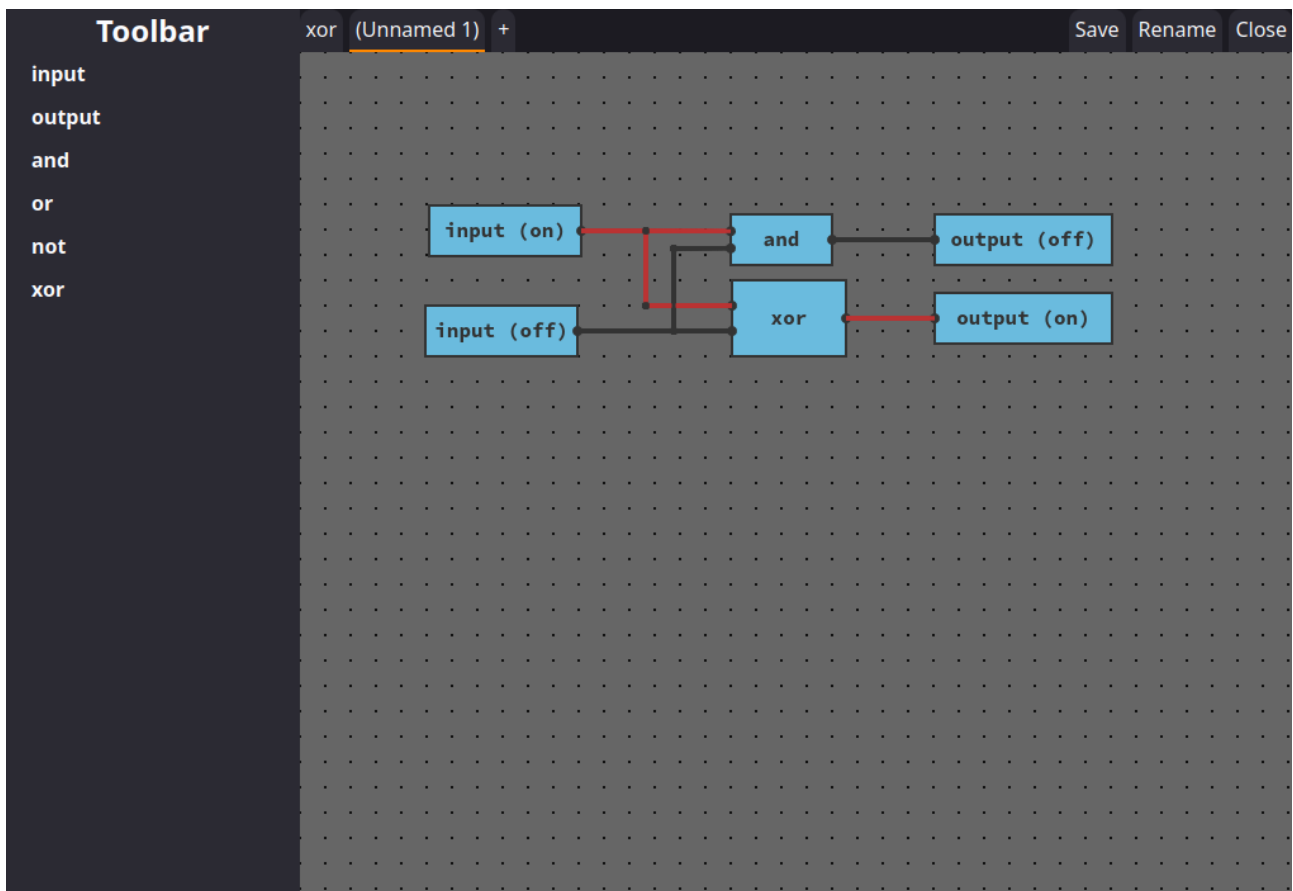 Toolbar
input
output
and
or
not
xor
xor (Unnamed 1) + Save Rename Close
input (on)
and
output (off)
input (off)
xor
output (on)